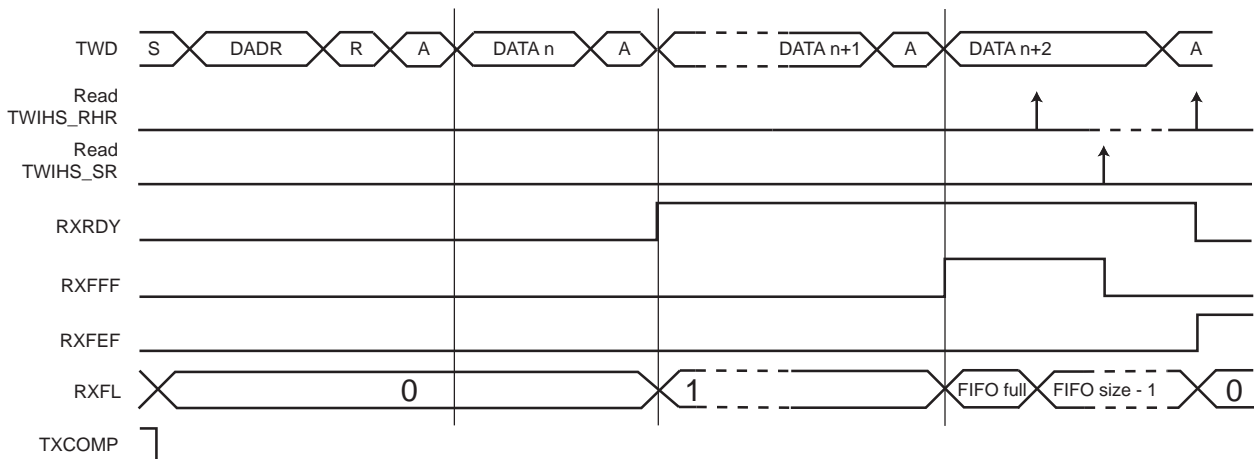 TWD S DADR R A DATA n A DATA n+1 A DATA n+2 A
Read
TWIHS_RHR
Read
TWIHS_SR
RXRDY
RXFFF
RXFEF
RXFL 0 1 FIFO full FIFO size - 1 0
TXCOMP